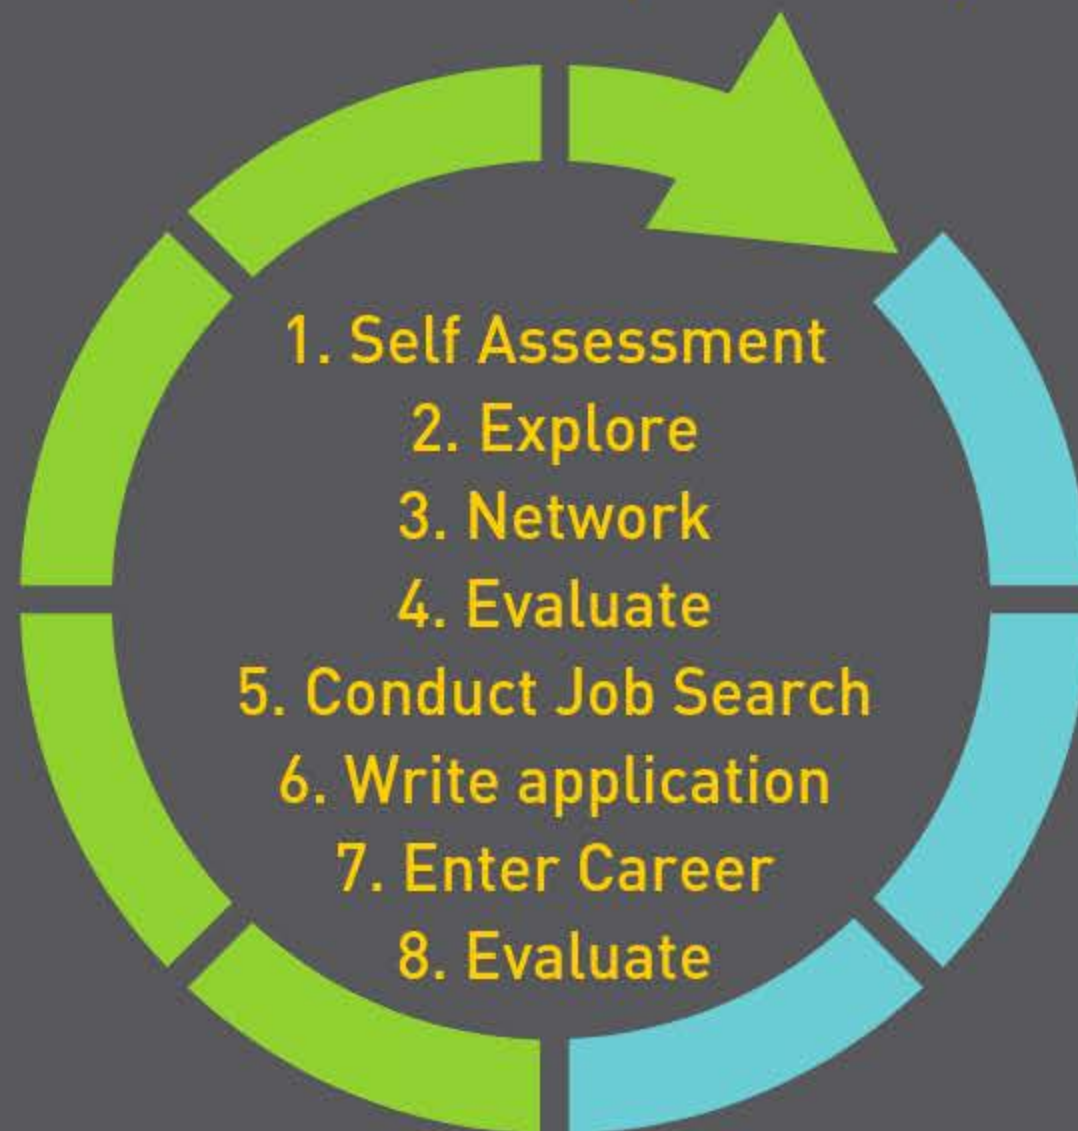 1. Self Assessment
2. Explore
3. Network
4. Evaluate
5. Conduct Job Search
6. Write application
7. Enter Career
8. Evaluate